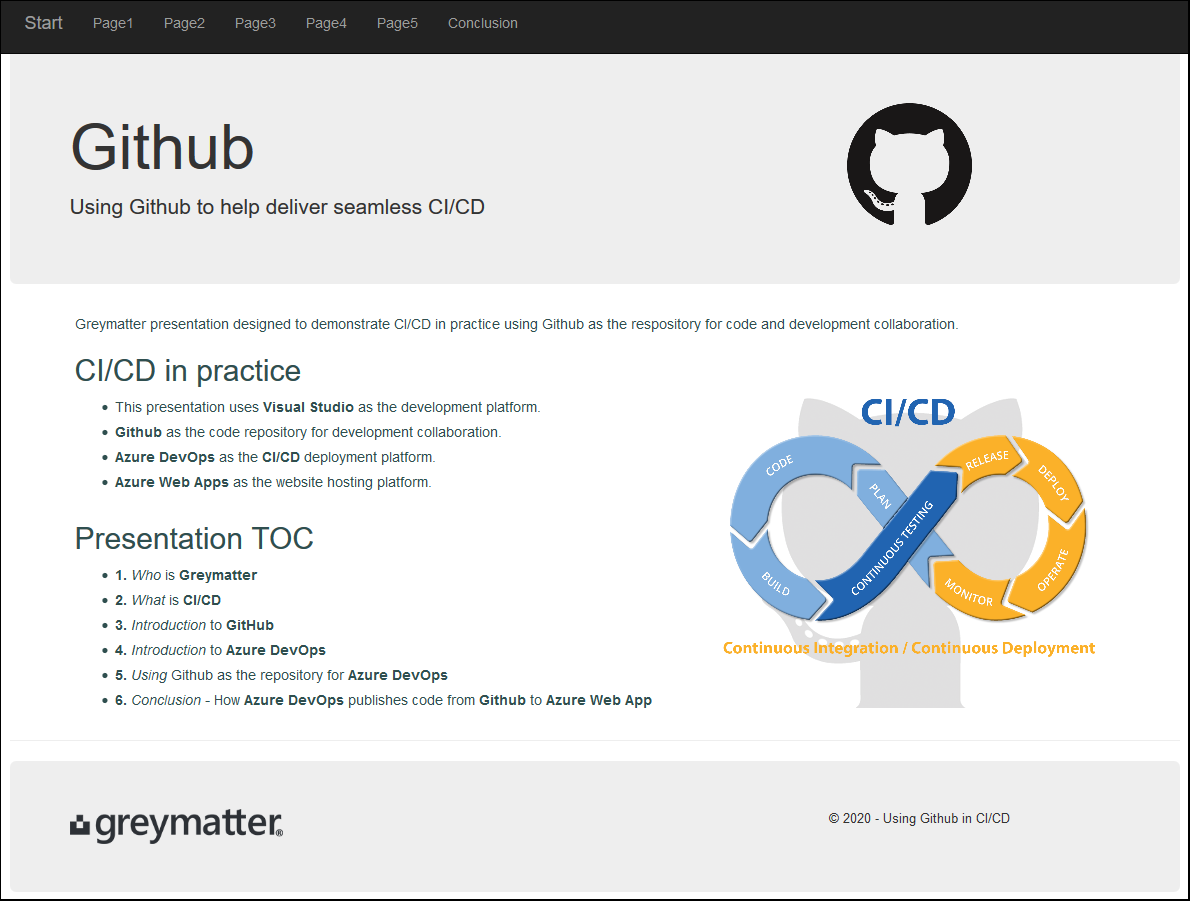 Start Page1 Page2 Page3 Page4 Page5 Conclusion
Github
Using Github to help deliver seamless CI/CD
Greymatter presentation designed to demonstrate CI/CD in practice using Github as the respository for code and development collaboration.
CI/CD in practice
• This presentation uses Visual Studio as the development platform.
• Github as the code repository for development collaboration.
• Azure DevOps as the CI/CD deployment platform.
• Azure Web Apps as the website hosting platform.
Presentation TOC
• 1. Who is Greymatter
• 2. What is CI/CD
• 3. Introduction to GitHub
• 4. Introduction to Azure DevOps
• 5. Using Github as the repository for Azure DevOps
• 6. Conclusion - How Azure DevOps publishes code from Github to Azure Web App
CI/CD
CODE
PLAN
BUILD
CONTINUOUS TESTING
RELEASE
DEPLOY
OPERATE
MONITOR
Continuous Integration / Continuous Deployment
greymatter®
© 2020 - Using Github in CI/CD